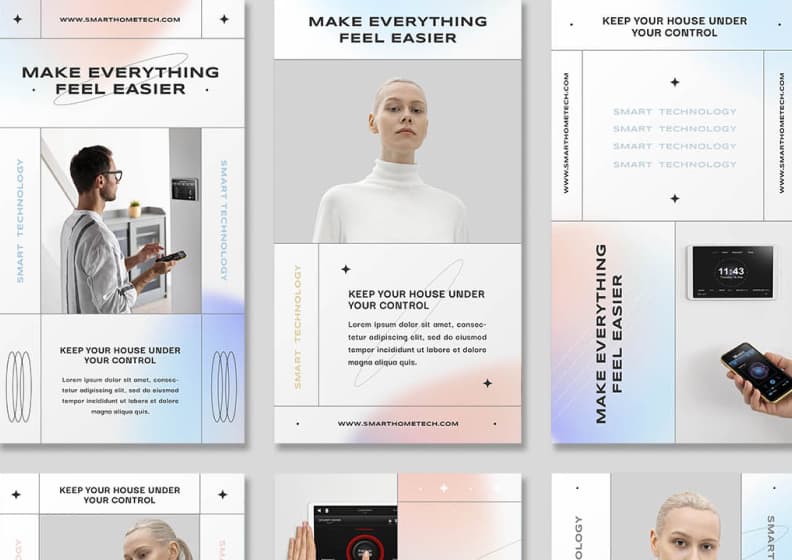 WWW.SMARTHOMETECH.COM
MAKE EVERYTHING
FEEL EASIER
SMART TECHNOLOGY
SMART TECHNOLOGY
KEEP YOUR HOUSE UNDER
YOUR CONTROL
Lorem ipsum dolor sit amet, consec-
tetur adipiscing elit, sed do eiusmod
tempor incididunt ut labore et dolore
magna aliqua quis.
MAKE EVERYTHING
FEEL EASIER
SMART TECHNOLOGY
KEEP YOUR HOUSE UNDER
YOUR CONTROL
Lorem ipsum dolor sit amet, consec-
tetur adipiscing elit, sed do eiusmod
tempor incididunt ut labore et dolore
magna aliqua quis.
WWW.SMARTHOMETECH.COM
KEEP YOUR HOUSE UNDER
YOUR CONTROL
WWW.SMARTHOMETECH.COM
SMART TECHNOLOGY
SMART TECHNOLOGY
SMART TECHNOLOGY
SMART TECHNOLOGY
WWW.SMARTHOMETECH.COM
MAKE EVERYTHING
FEEL EASIER
11:43
KEEP YOUR HOUSE UNDER
YOUR CONTROL